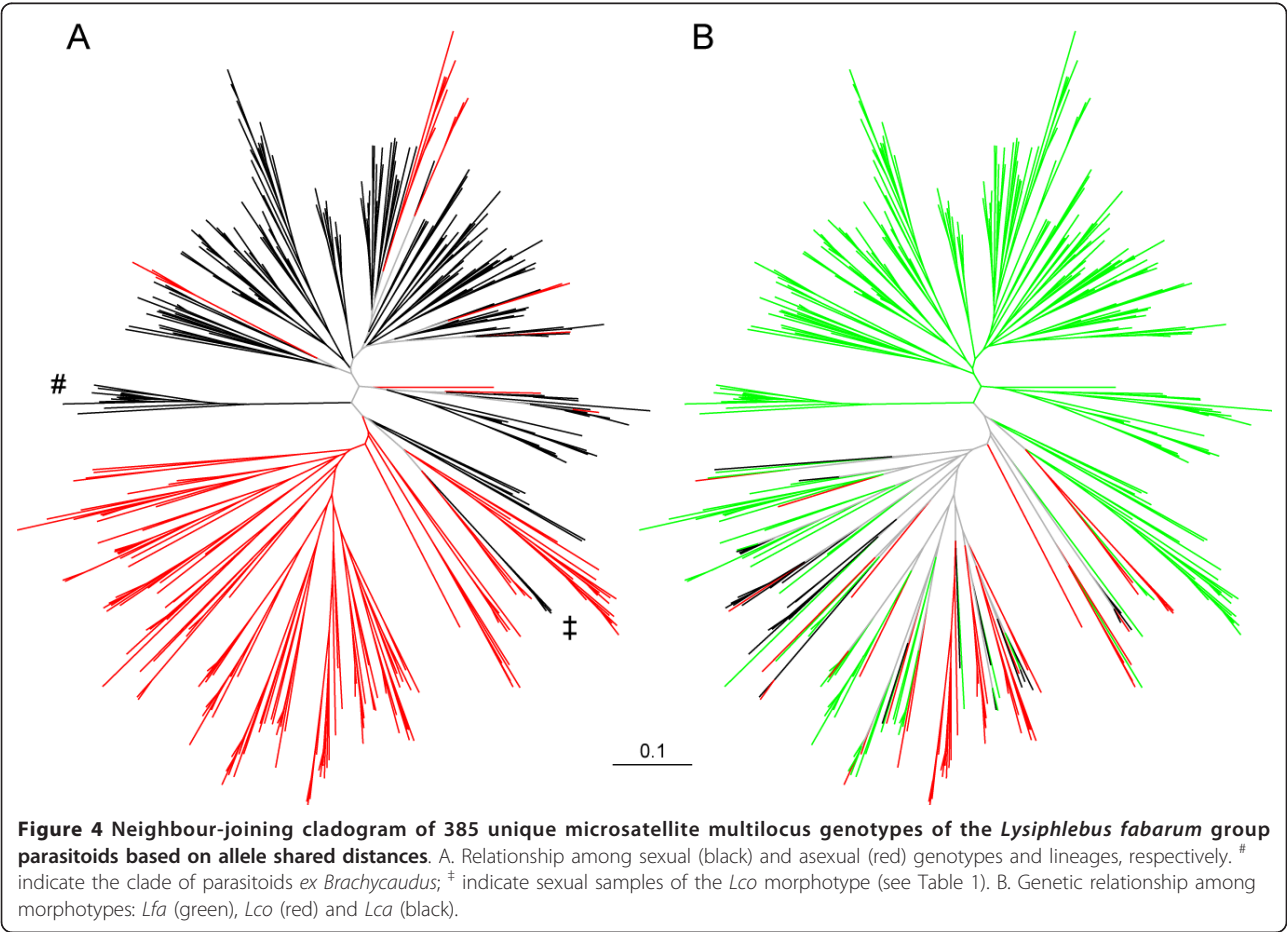 A
B
#
‡
0.1
Figure 4 Neighbour-joining cladogram of 385 unique microsatellite multilocus genotypes of the Lysiphlebus fabarum group
parasitoids based on allele shared distances. A. Relationship among sexual (black) and asexual (red) genotypes and lineages, respectively. #
indicate the clade of parasitoids ex Brachycaudus; ‡ indicate sexual samples of the Lco morphotype (see Table 1). B. Genetic relationship among
morphotypes: Lfa (green), Lco (red) and Lca (black).